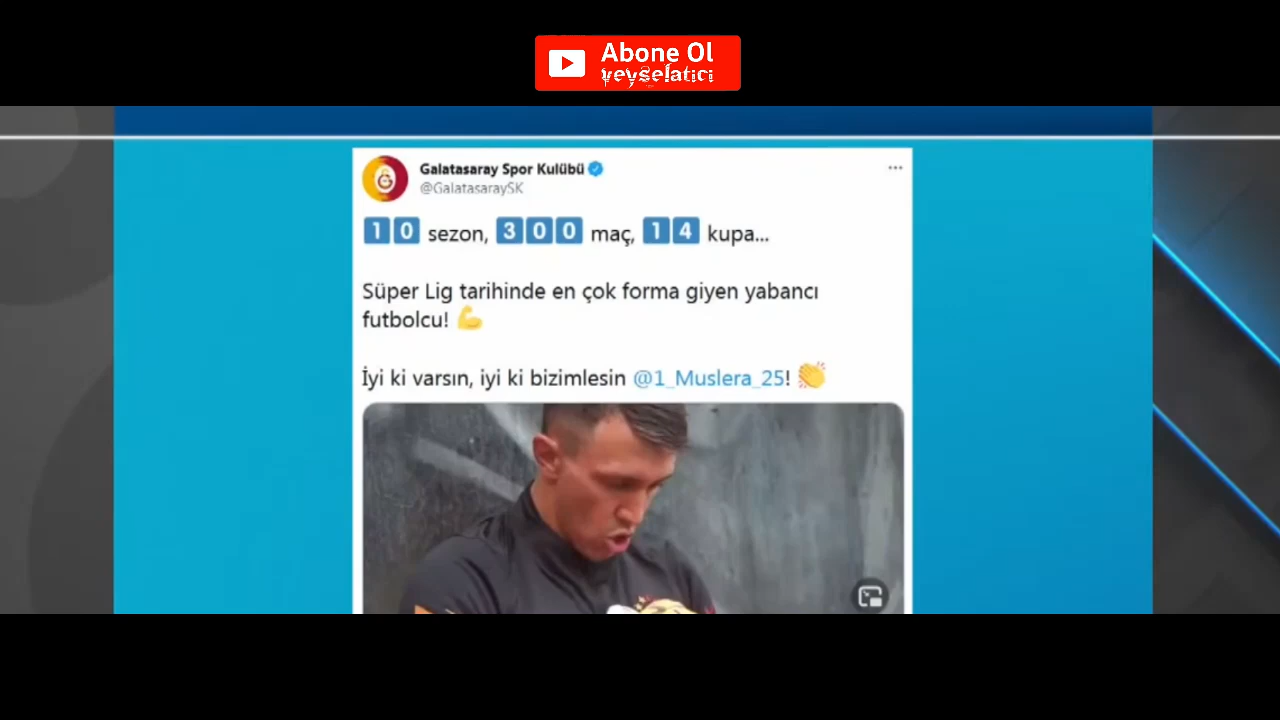 Abone Ol
veyselatici
Galatasaray Spor Kulübü
@GalatasaraySK
10 sezon, 300 maç, 14 kupa...
Süper Lig tarihinde en çok forma giyen yabancı
futbolcu!
İyi ki varsın, iyi ki bizimlesin @1_Muslera_25!